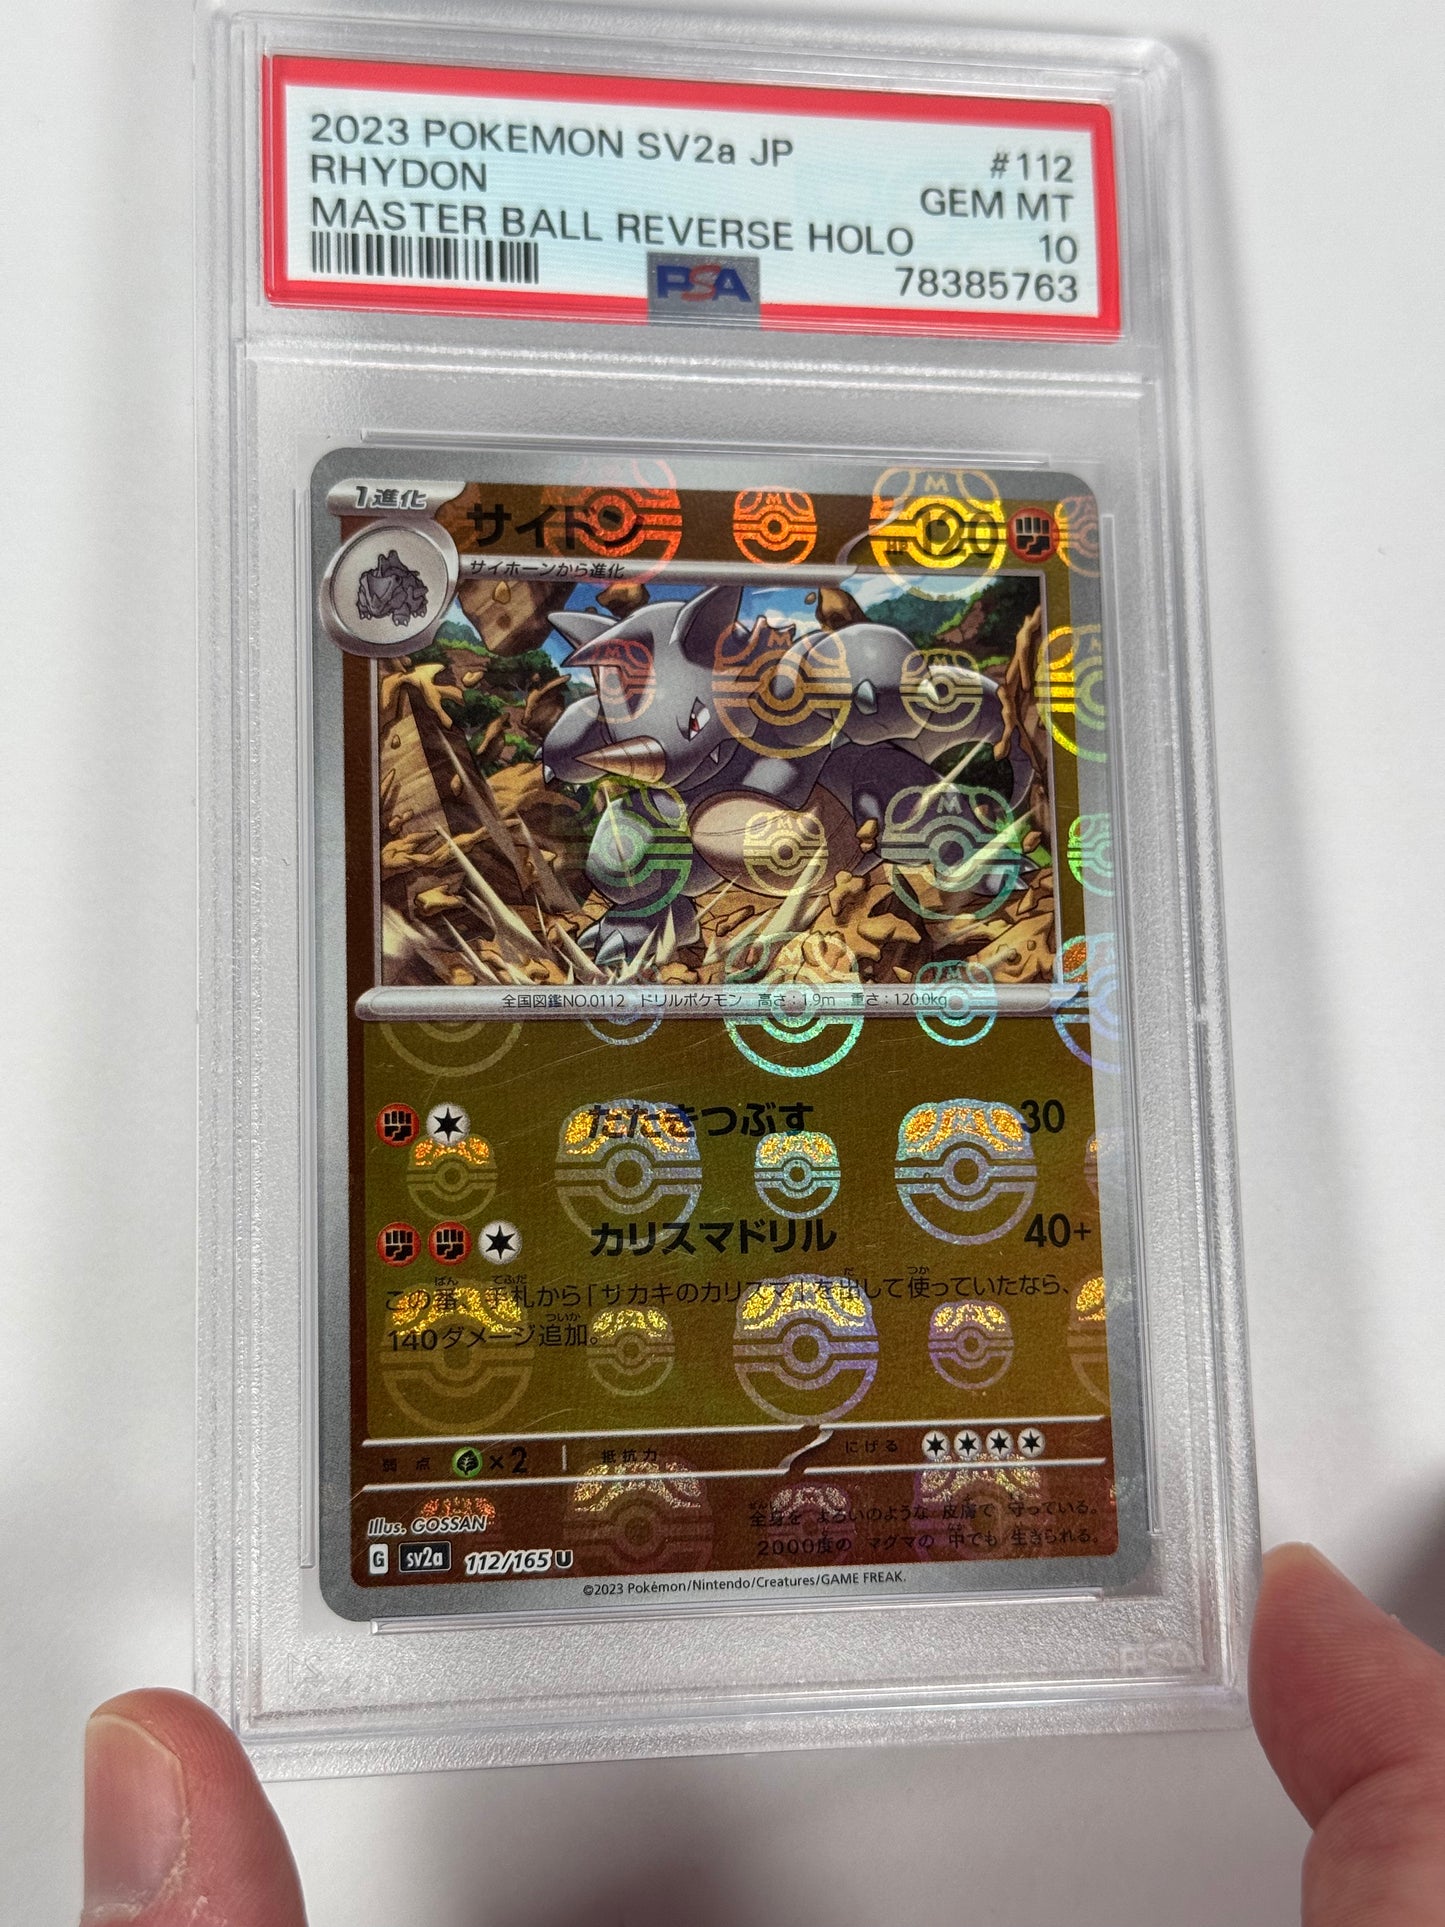 2023 POKEMON SV2a JP #112
RHYDON GEM MT
MASTER BALL REVERSE HOLO 10
PSA 78385763
1進化
サイドン HP 120
サイホーンから進化
全国図鑑NO.0112 ドリルポケモン 高さ：1.9m 重さ：120.0kg
たたきつぶす 30
カリスマドリル 40+
この番、手札から「サカキのカリスマ」を出して使っていたなら、
140ダメージ追加。
弱点 ×2 抵抗力 にげる
Illus. GOSSAN
全身を よろいのような 皮膚で 守っている。
2000度の マグマの 中でも 生きられる。
G sv2a 112/165 U
©2023 Pokémon/Nintendo/Creatures/GAME FREAK.
PSA